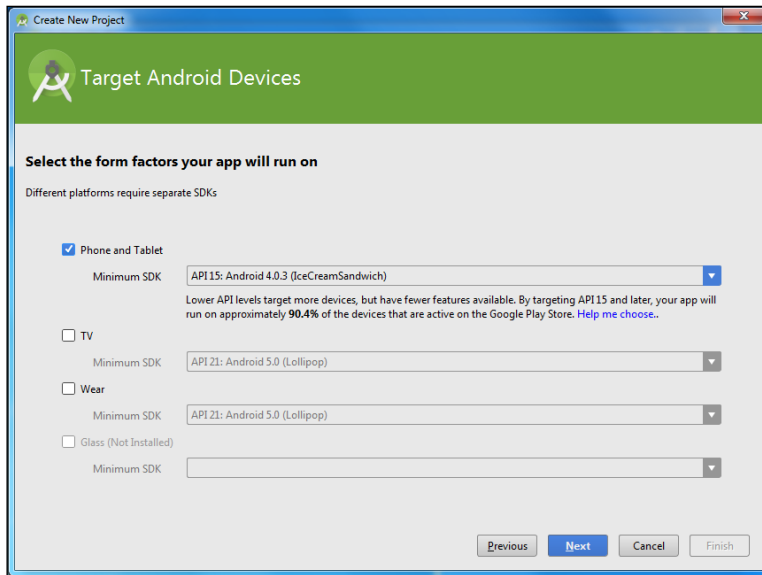 Create New Project
Target Android Devices
Select the form factors your app will run on
Different platforms require separate SDKs
Phone and Tablet
Minimum SDK API 15: Android 4.0.3 (IceCreamSandwich)
Lower API levels target more devices, but have fewer features available. By targeting API 15 and later, your app will
run on approximately 90.4% of the devices that are active on the Google Play Store. Help me choose..
TV
Minimum SDK API 21: Android 5.0 (Lollipop)
Wear
Minimum SDK API 21: Android 5.0 (Lollipop)
Glass (Not Installed)
Minimum SDK
Previous Next Cancel Finish